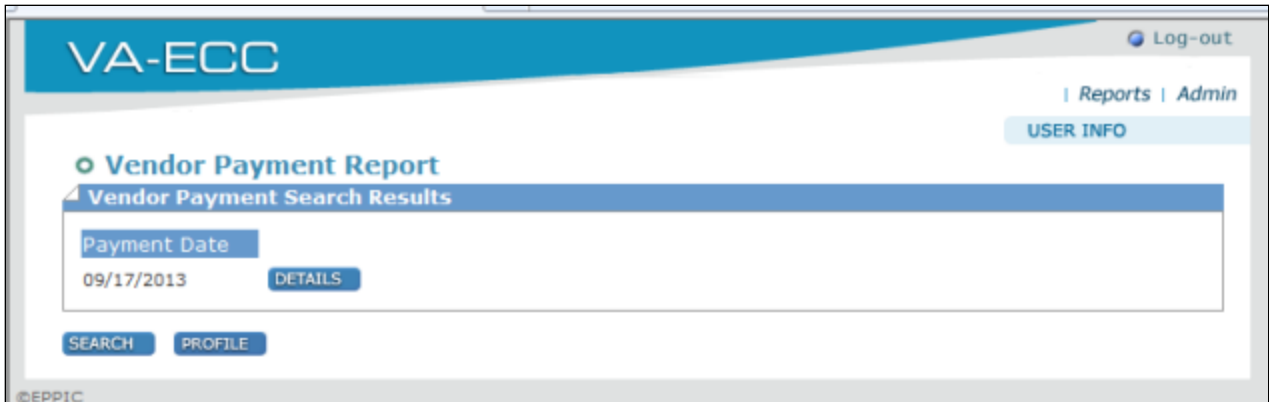 VA-ECC
Log-out
| Reports | Admin
USER INFO
Vendor Payment Report
Vendor Payment Search Results
Payment Date
09/17/2013 DETAILS
SEARCH PROFILE
©EPPIC